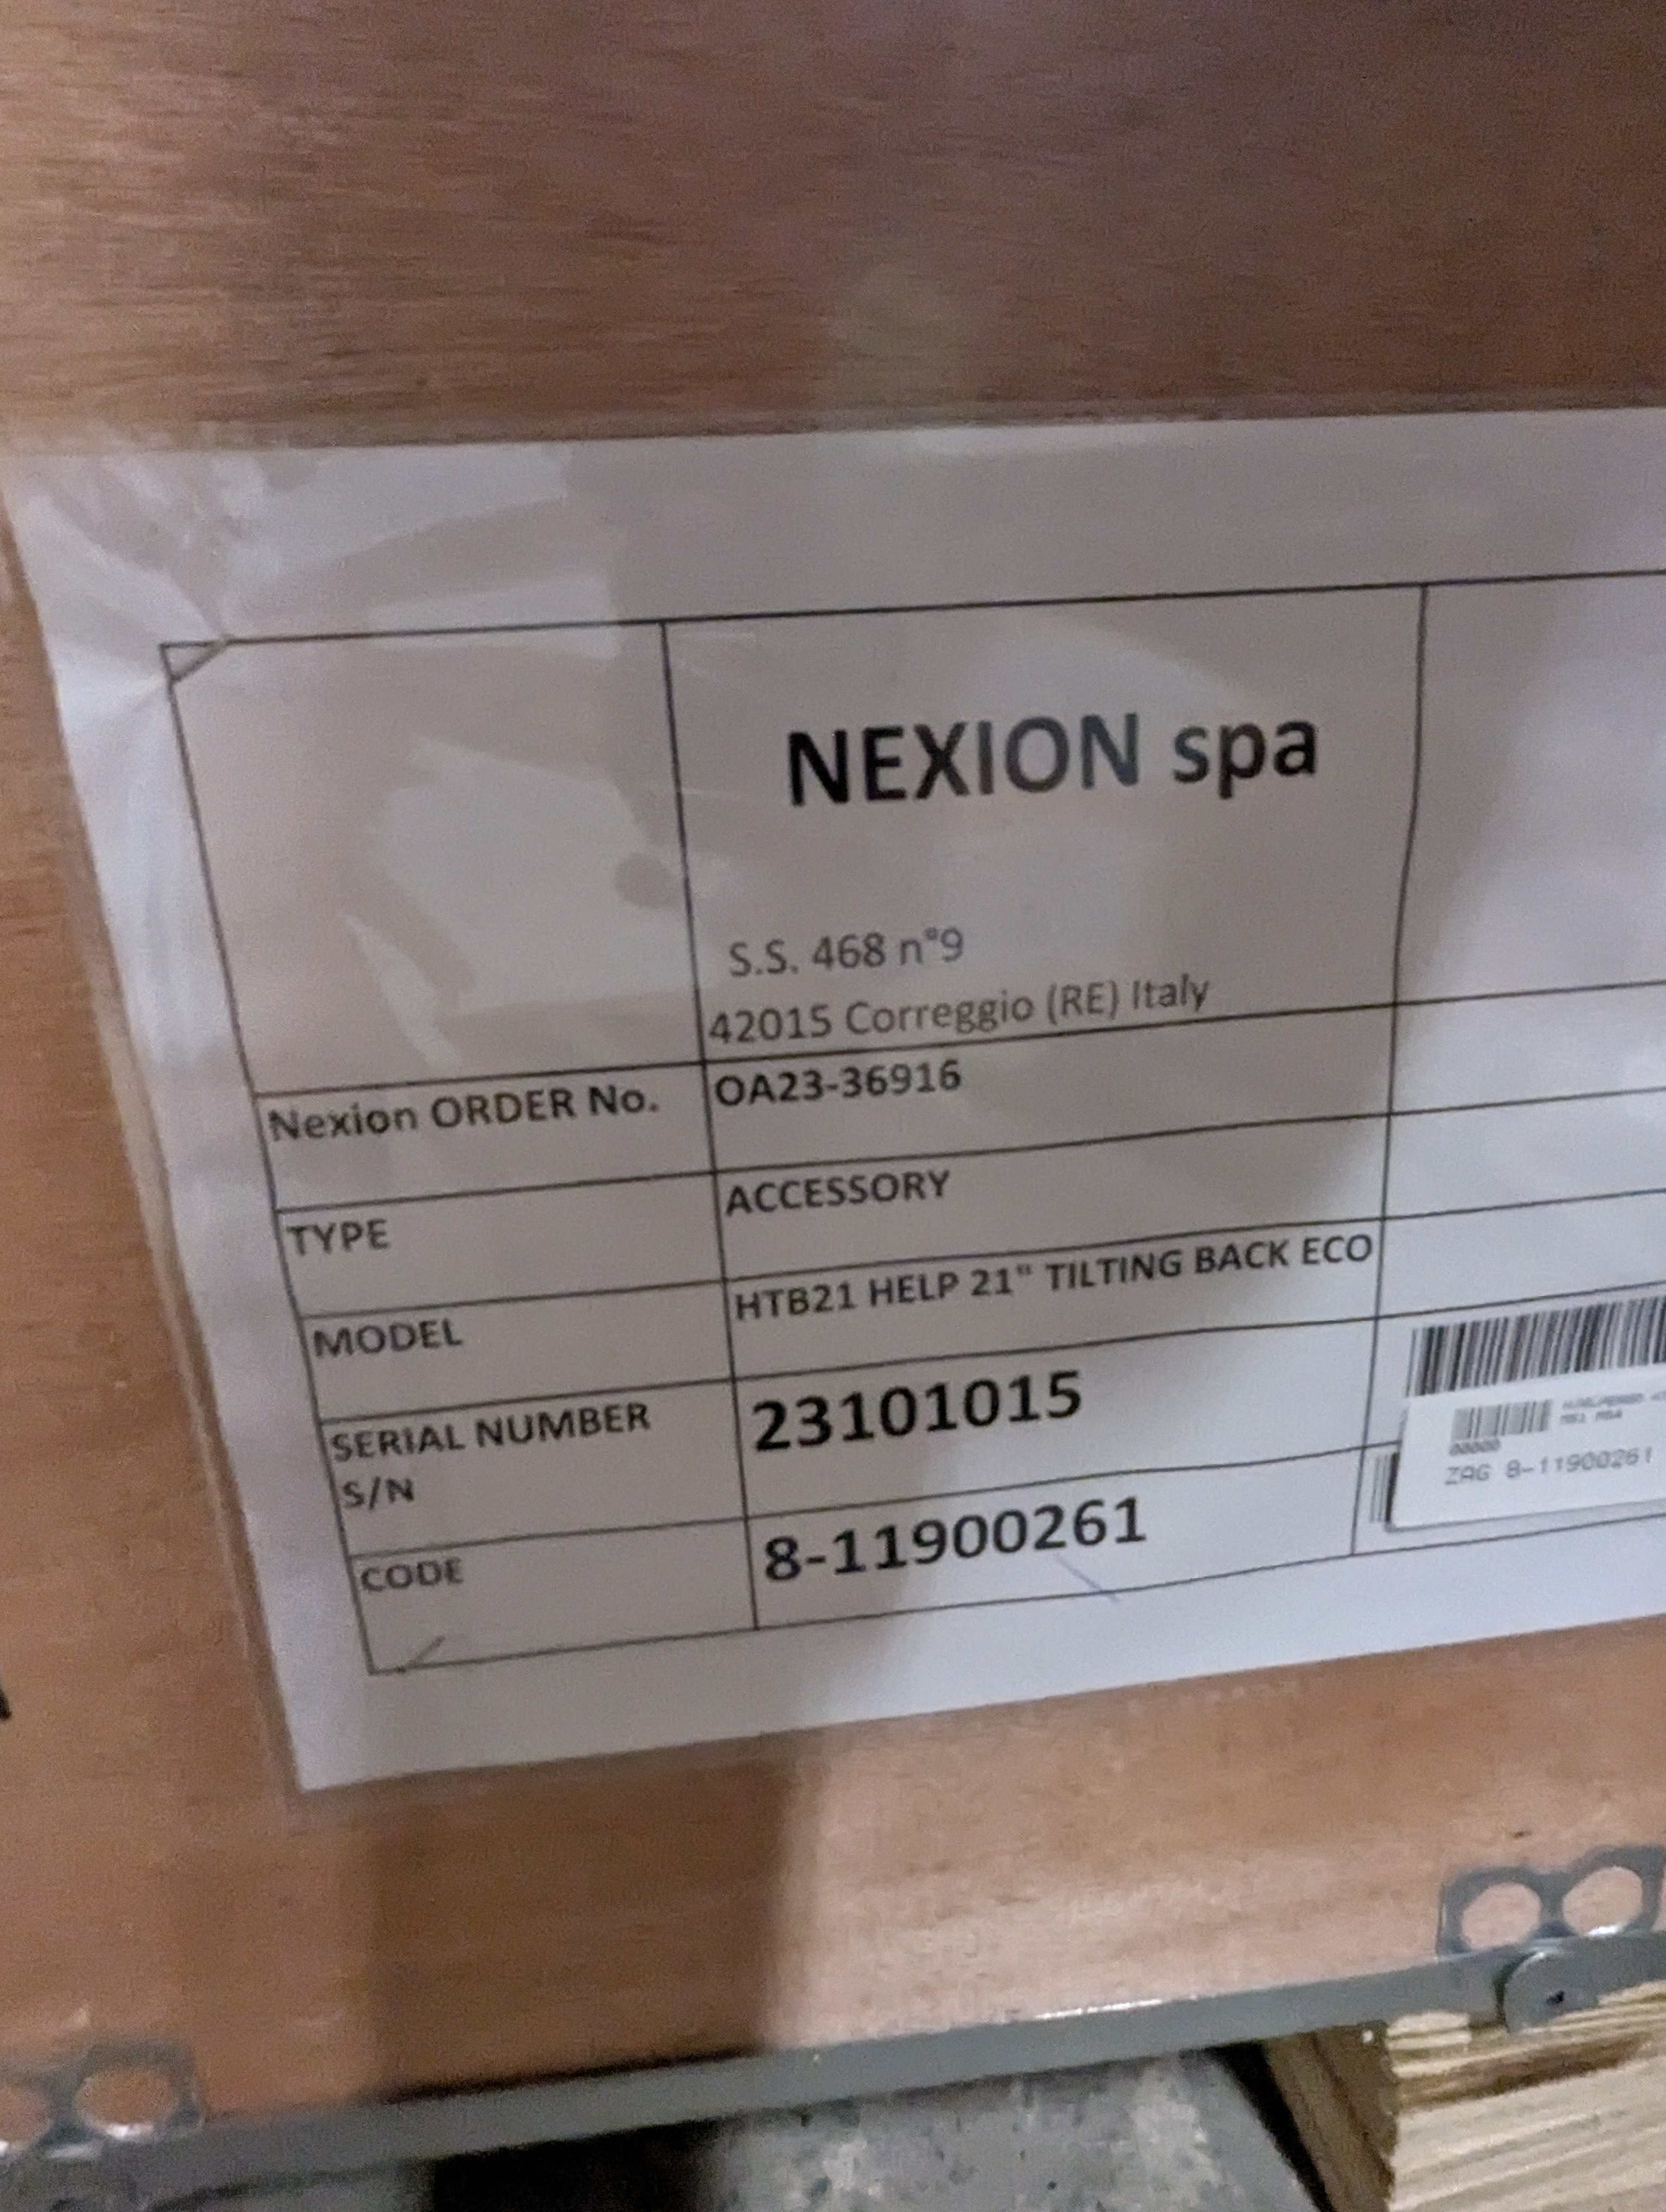 NEXION spa
S.S. 468 n°9
42015 Correggio (RE) Italy
Nexion ORDER No. OA23-36916
TYPE ACCESSORY
MODEL HTB21 HELP 21" TILTING BACK ECO
SERIAL NUMBER 23101015
S/N
CODE 8-11900261
00000
ZAG 8-11900261